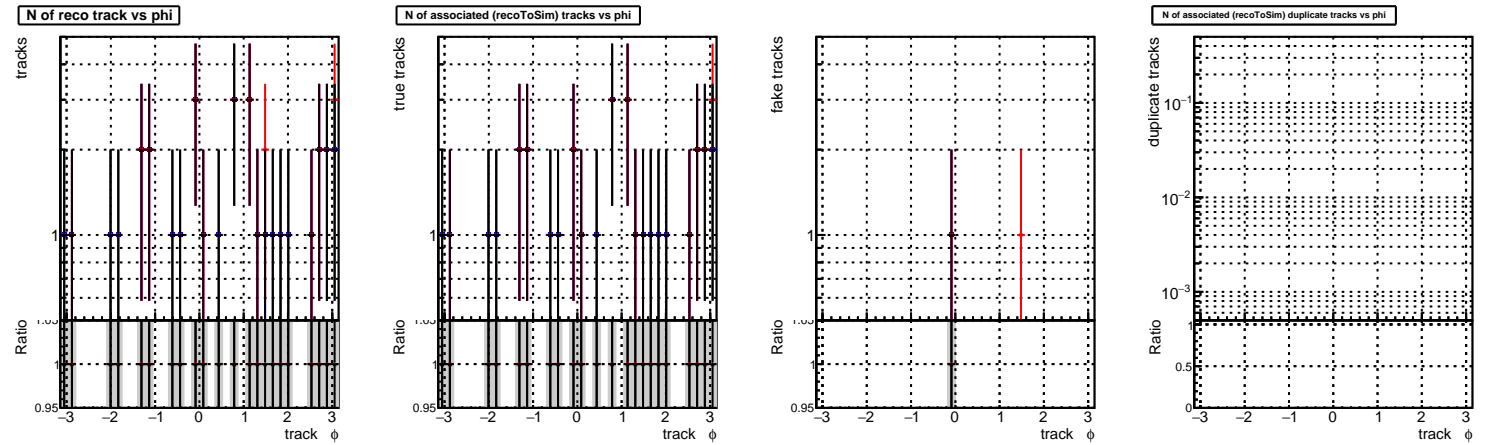 N of reco track vs phi
tracks
1
Ratio
1.05
1
0.95
−3 −2 −1 0 1 2 3
track ϕ
N of associated (recoToSim) tracks vs phi
true tracks
1
Ratio
1.05
1
0.95
−3 −2 −1 0 1 2 3
track ϕ
fake tracks
1
Ratio
1.05
1
0.95
−3 −2 −1 0 1 2 3
track ϕ
N of associated (recoToSim) duplicate tracks vs phi
duplicate tracks
10−1
10−2
10−3
Ratio
1
0.5
0
−3 −2 −1 0 1 2 3
track ϕ